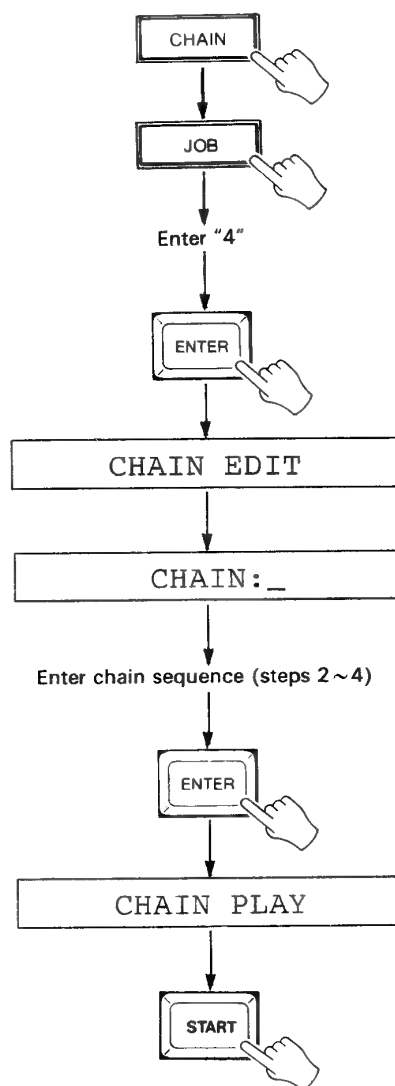 CHAIN
JOB
Enter "4"
ENTER
CHAIN EDIT
CHAIN:_
Enter chain sequence (steps 2~4)
ENTER
CHAIN PLAY
START